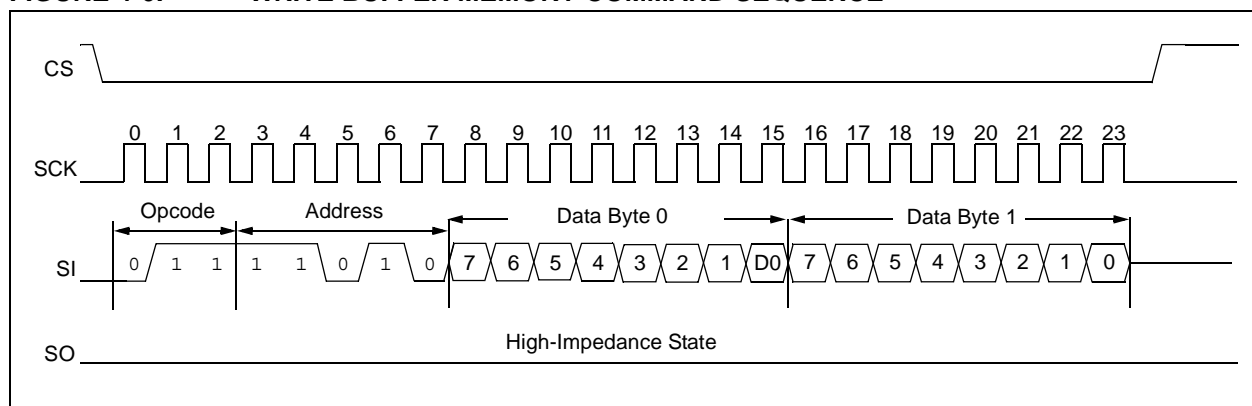 CS
0 1 2 3 4 5 6 7 8 9 10 11 12 13 14 15 16 17 18 19 20 21 22 23
SCK
Opcode Address Data Byte 0 Data Byte 1
SI 0 1 1 1 1 0 1 0 7 6 5 4 3 2 1 D0 7 6 5 4 3 2 1 0
High-Impedance State
SO